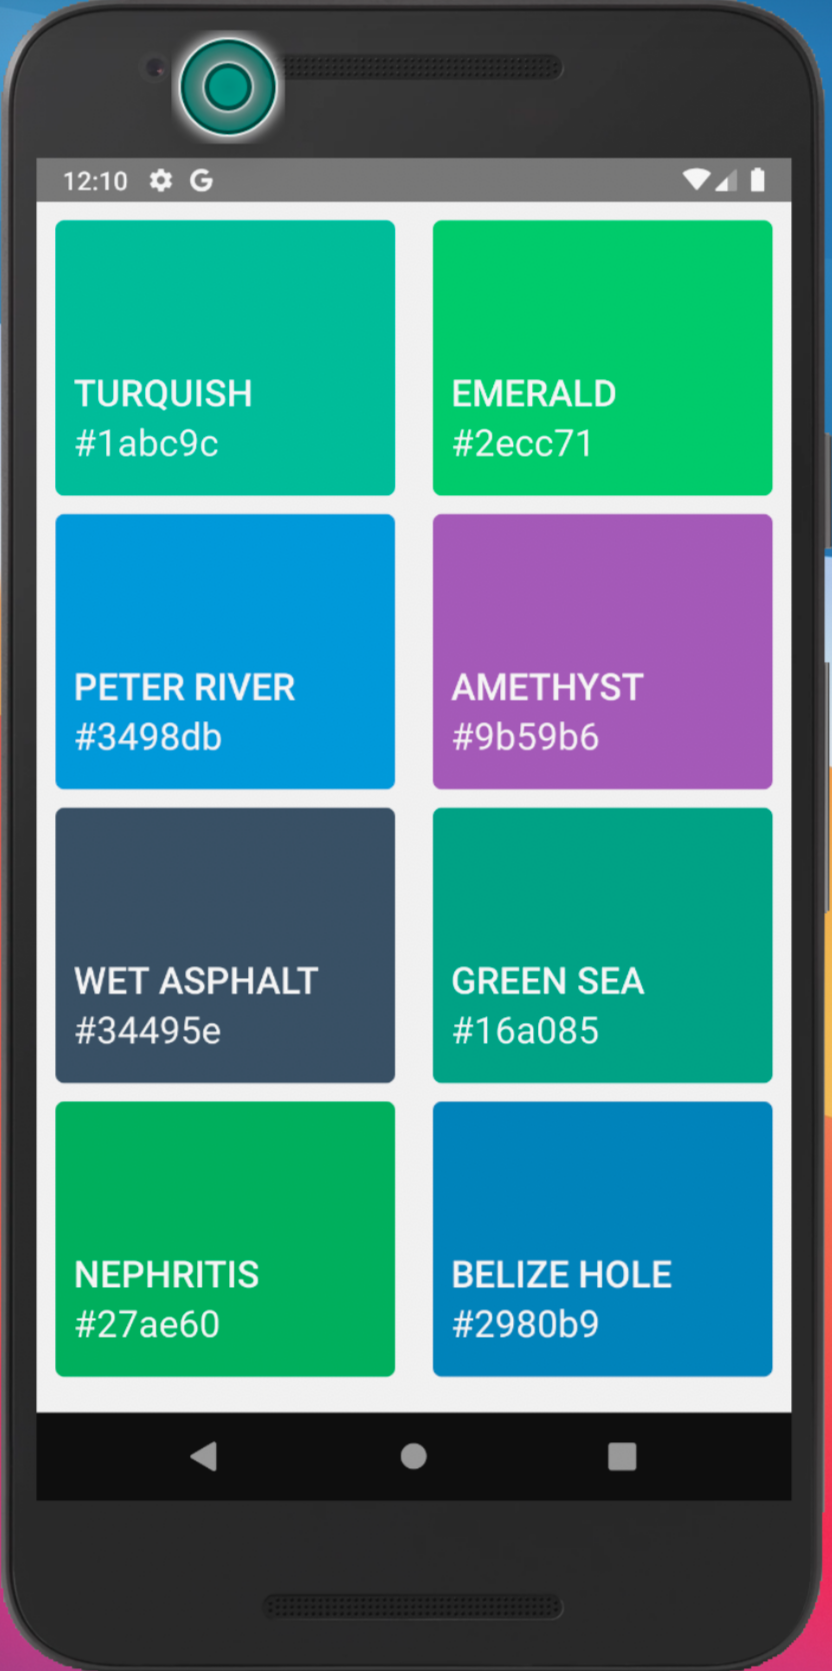 12:10 G
TURQUISH
#1abc9c
EMERALD
#2ecc71
PETER RIVER
#3498db
AMETHYST
#9b59b6
WET ASPHALT
#34495e
GREEN SEA
#16a085
NEPHRITIS
#27ae60
BELIZE HOLE
#2980b9